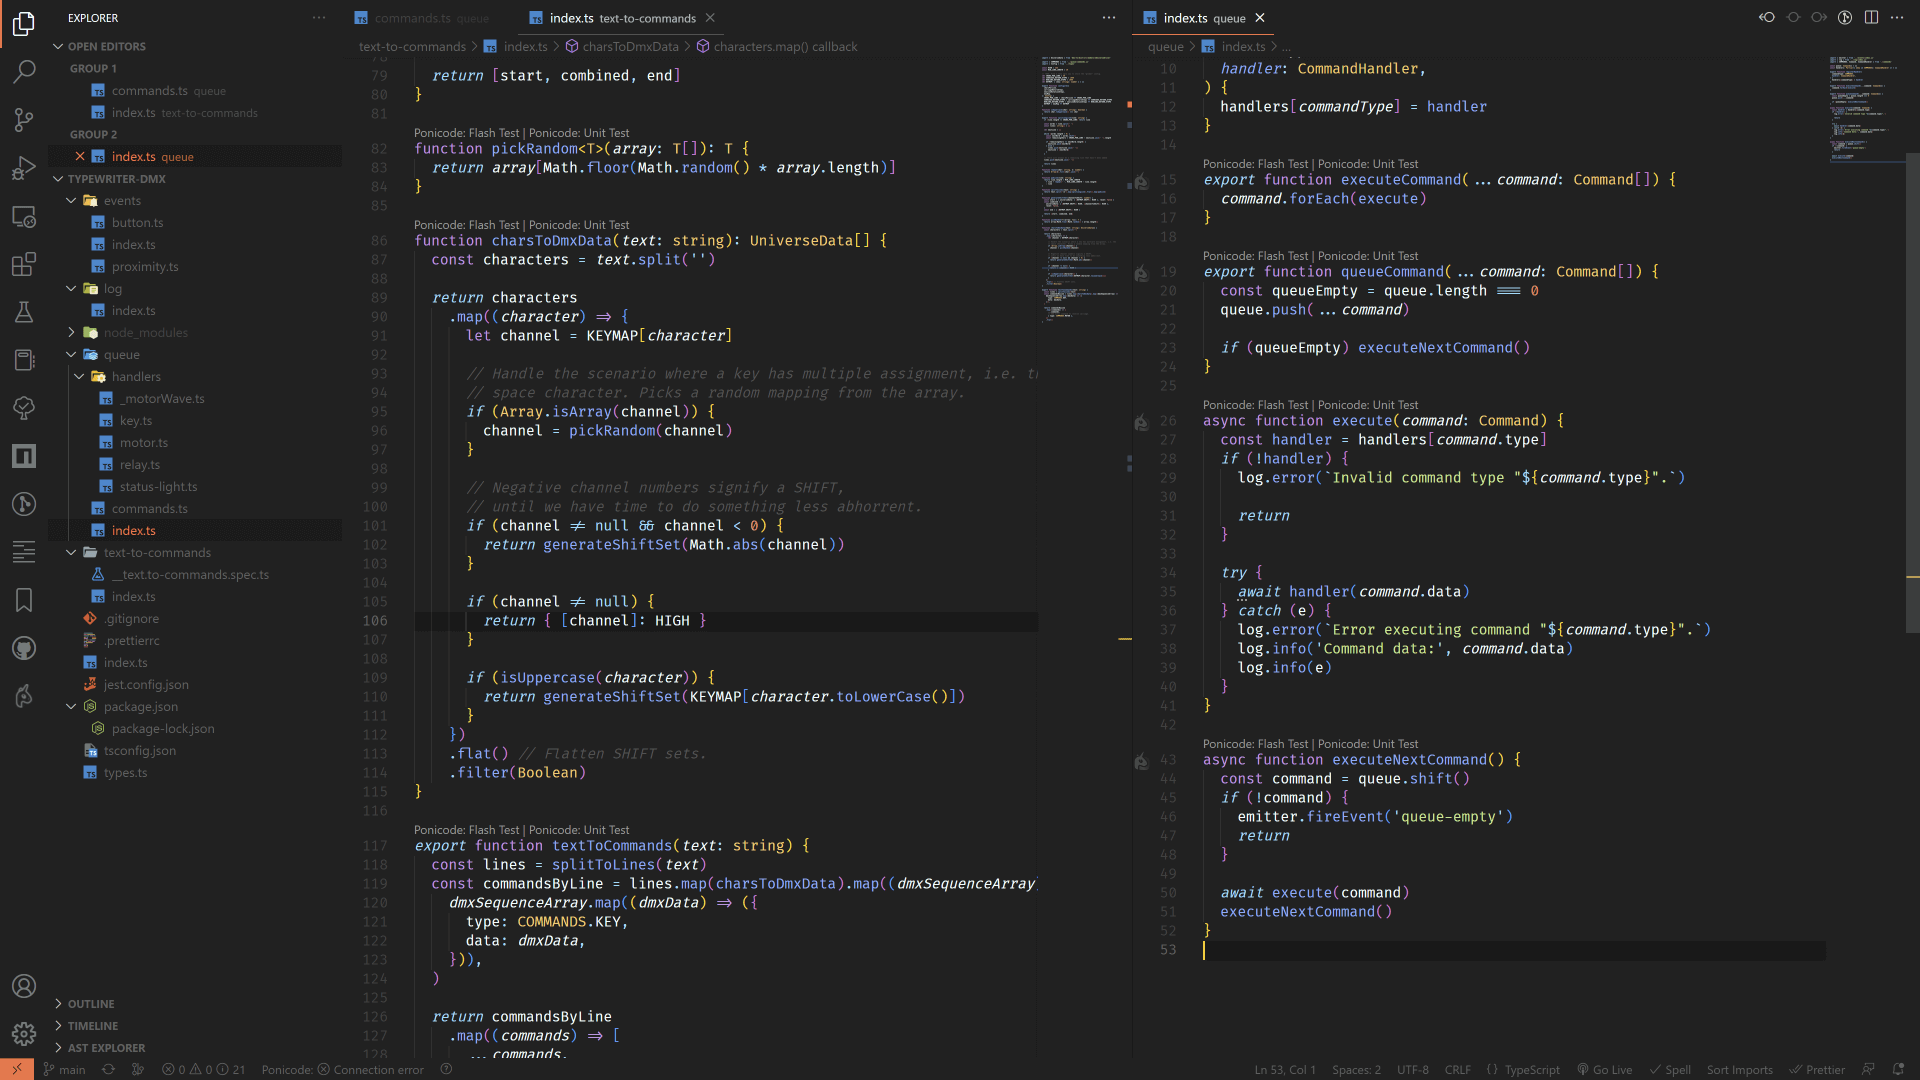 EXPLORER
OPEN EDITORS
GROUP 1
commands.ts queue
index.ts text-to-commands
GROUP 2
index.ts queue
TYPEWRITER-DMX
events
button.ts
index.ts
proximity.ts
log
index.ts
node_modules
queue
handlers
_motorWave.ts
key.ts
motor.ts
relay.ts
status-light.ts
commands.ts
index.ts
text-to-commands
__text.to-commands.spec.ts
index.ts
.gitignore
.prettierrc
index.ts
jest.config.json
package.json
package-lock.json
tsconfig.json
types.ts
OUTLINE
TIMELINE
AST EXPLORER
commands.ts queue
index.ts text-to-commands
text-to-commands > index.ts > charsToDmxData > characters.map() callback
79 return [start, combined, end]
80 }
81
Ponicode: Flash Test | Ponicode: Unit Test
82 function pickRandom<T>(array: T[]): T {
83 return array[Math.floor(Math.random() * array.length)]
84 }
85
Ponicode: Flash Test | Ponicode: Unit Test
86 function charsToDmxData(text: string): UniverseData[] {
87 const characters = text.split('')
88
89 return characters
90 .map((character) => {
91 let channel = KEYMAP[character]
92
93 // Handle the scenario where a key has multiple assignment, i.e. th
94 // space character. Picks a random mapping from the array.
95 if (Array.isArray(channel)) {
96 channel = pickRandom(channel)
97 }
98
99 // Negative channel numbers signify a SHIFT,
100 // until we have time to do something less abhorrent.
101 if (channel != null && channel < 0) {
102 return generateShiftSet(Math.abs(channel))
103 }
104
105 if (channel != null) {
106 return { [channel]: HIGH }
107 }
108
109 if (isUppercase(character)) {
110 return generateShiftSet(KEYMAP[character.toLowerCase()])
111 }
112 })
113 .flat() // Flatten SHIFT sets.
114 .filter(Boolean)
115 }
116
Ponicode: Flash Test | Ponicode: Unit Test
117 export function textToCommands(text: string) {
118 const lines = splitToLines(text)
119 const commandsByLine = lines.map(charsToDmxData).map((dmxSequenceArray)
120 dmxSequenceArray.map((dmxData) => ({
121 type: COMMANDS.KEY,
122 data: dmxData,
123 })),
124 )
125
126 return commandsByLine
127 .map((commands) => [
128 ...commands,
index.ts queue
queue > index.ts > ...
10 handler: CommandHandler,
11 ) {
12 handlers[commandType] = handler
13 }
14
Ponicode: Flash Test | Ponicode: Unit Test
15 export function executeCommand(...command: Command[]) {
16 command.forEach(execute)
17 }
18
Ponicode: Flash Test | Ponicode: Unit Test
19 export function queueCommand(...command: Command[]) {
20 const queueEmpty = queue.length === 0
21 queue.push(...command)
22
23 if (queueEmpty) executeNextCommand()
24 }
25
Ponicode: Flash Test | Ponicode: Unit Test
26 async function execute(command: Command) {
27 const handler = handlers[command.type]
28 if (!handler) {
29 log.error(`Invalid command type "${command.type}".`)
30
31 return
32 }
33
34 try {
35 await handler(command.data)
36 } catch (e) {
37 log.error(`Error executing command "${command.type}".`)
38 log.info('Command data:', command.data)
39 log.info(e)
40 }
41 }
42
Ponicode: Flash Test | Ponicode: Unit Test
43 async function executeNextCommand() {
44 const command = queue.shift()
45 if (!command) {
46 emitter.fireEvent('queue-empty')
47 return
48 }
49
50 await execute(command)
51 executeNextCommand()
52 }
53
main 0 0 21 Ponicode: Connection error
Ln 53, Col 1 Spaces: 2 UTF-8 CRLF {} TypeScript Go Live Spell Sort Imports Prettier